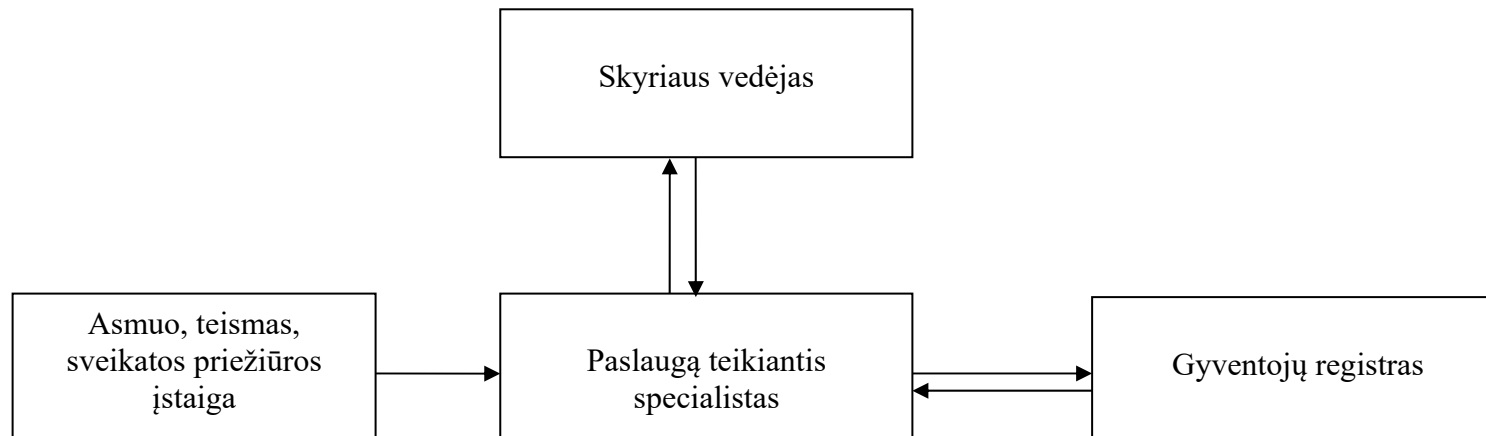 Skyriaus vedėjas
Asmuo, teismas,
sveikatos priežiūros
įstaiga
Paslaugą teikiantis
specialistas
Gyventojų registras